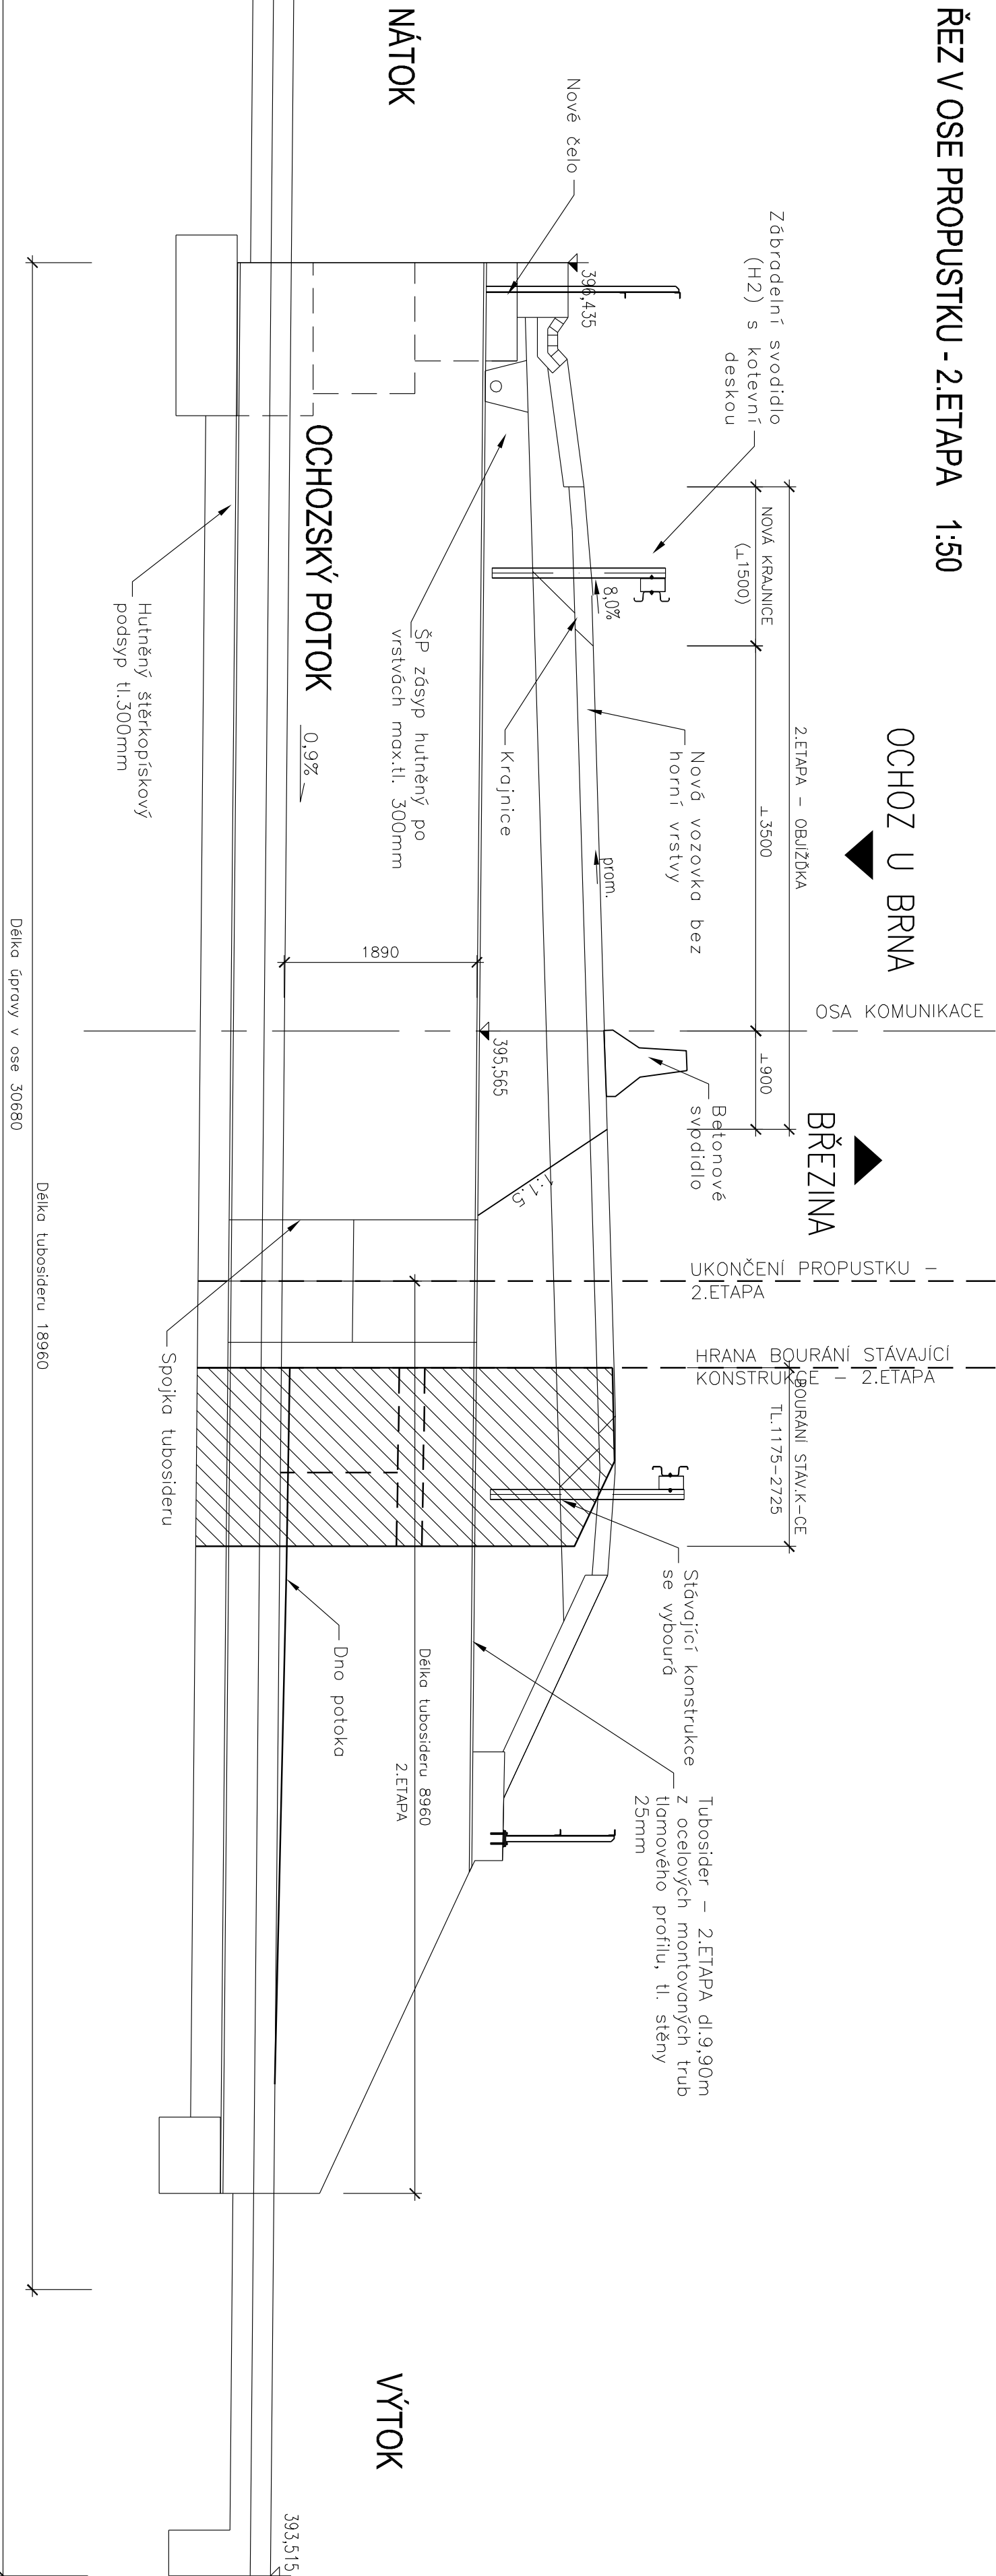 ŘEZ V OSE PROPUSTKU - 2.ETAPA 1:50
NÁTOK
Nové čelo
Zábradelní svodidlo
(H2) s kotevní
deskou
396,435
NOVÁ KRAJNICE
(⊥1500)
2.ETAPA – OBJÍŽĎKA
⊥3500
⊥900
OCHOZ U BRNA
OSA KOMUNIKACE
BŘEZINA
8,0%
Krajnice
Nová vozovka bez
horní vrstvy
prom.
OCHOZSKÝ POTOK
0,9%
ŠP zásyp hutněný po
vrstvách max.tl. 300mm
Hutněný štěrkopískový
podsyp tl.300mm
1890
395,565
Betonové
svodidlo
1:1.5
UKONČENÍ PROPUSTKU –
2.ETAPA
HRANA BOURÁNÍ STÁVAJÍCÍ
KONSTRUKCE – 2.ETAPA
BOURÁNÍ STÁV.K-CE
TL.1175-2725
Spojka tubosideru
Stávající konstrukce
se vybourá
Dno potoka
Délka tubosideru 8960
2.ETAPA
Tubosider – 2.ETAPA dl.9,90m
z ocelových montovaných trub
tlamového profilu, tl. stěny
25mm
Délka tubosideru 18960
Délka úpravy v ose 30680
VÝTOK
393,515